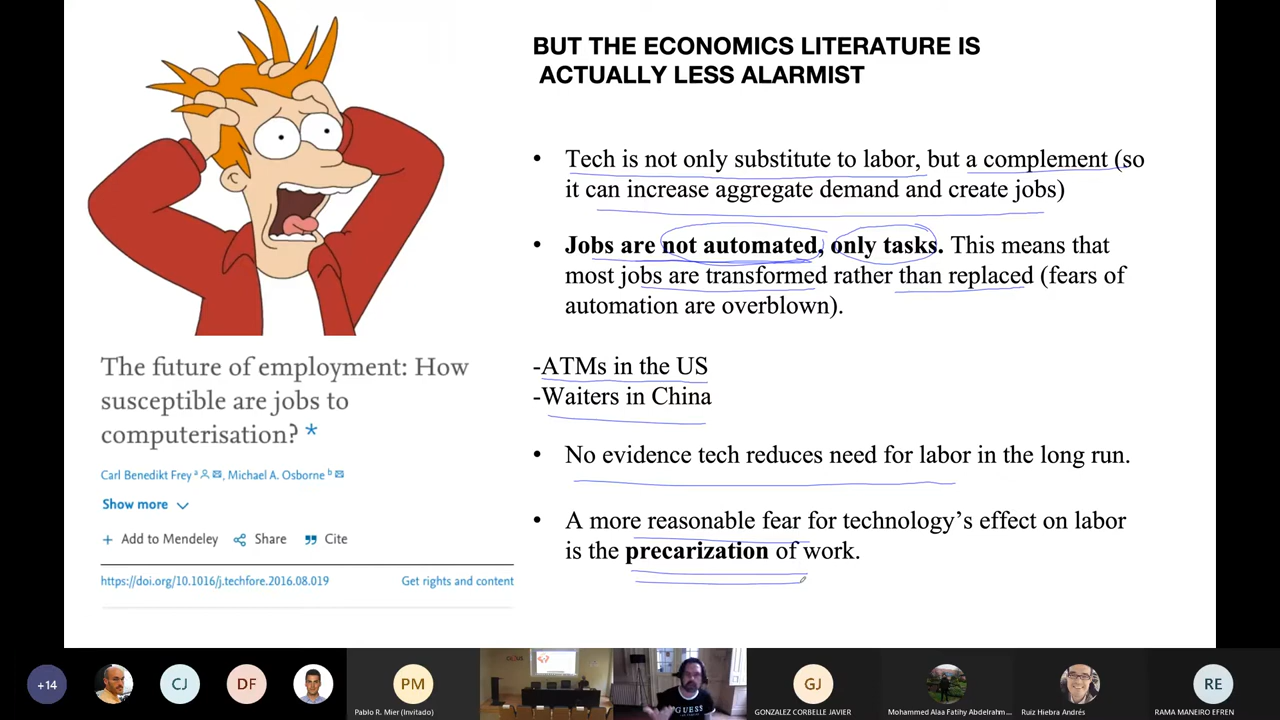 BUT THE ECONOMICS LITERATURE IS
ACTUALLY LESS ALARMIST
• Tech is not only substitute to labor, but a complement (so
it can increase aggregate demand and create jobs)
• Jobs are not automated, only tasks. This means that
most jobs are transformed rather than replaced (fears of
automation are overblown).
-ATMs in the US
-Waiters in China
• No evidence tech reduces need for labor in the long run.
• A more reasonable fear for technology’s effect on labor
is the precarization of work.
The future of employment: How
susceptible are jobs to
computerisation? *
Carl Benedikt Frey a, Michael A. Osborne b
Show more
+ Add to Mendeley Share Cite
https://doi.org/10.1016/j.techfore.2016.08.019 Get rights and content
+14 CJ DF PM GJ RE
Pablo R. Mier (Invitado) GUESS GONZALEZ CORBELLE JAVIER Mohammed Alaa Fatihy Abdelrahm... Ruiz Hiebra Andrés RAMA MANEIRO EFREN